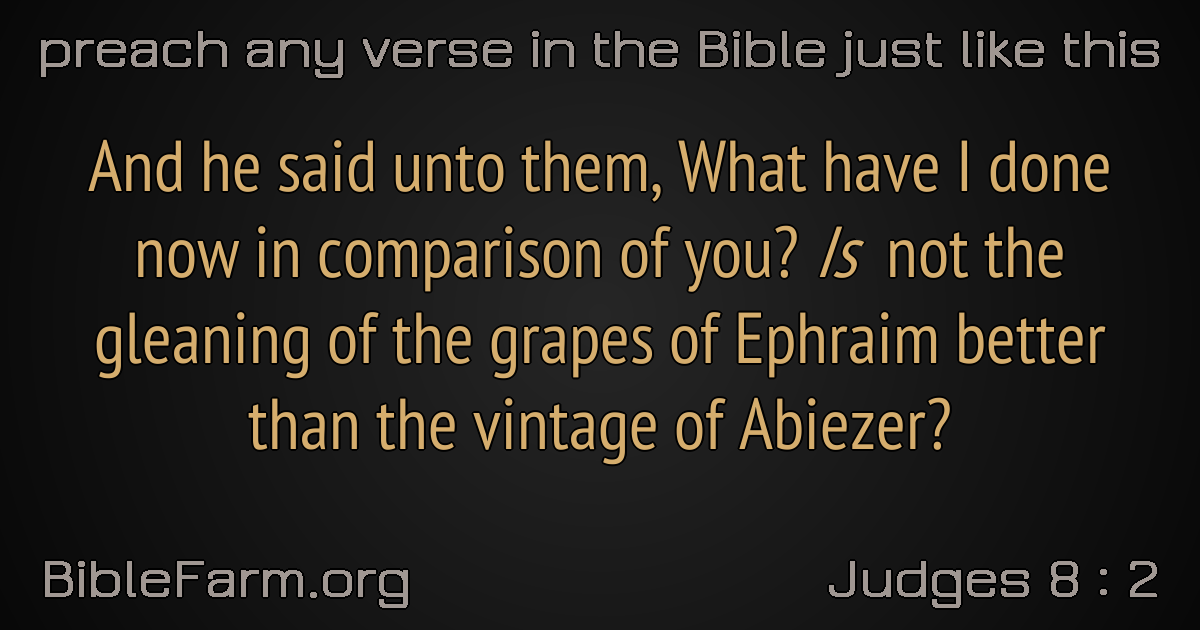 preach any verse in the Bible just like this
And he said unto them, What have I done
now in comparison of you? Is not the
gleaning of the grapes of Ephraim better
than the vintage of Abiezer?
BibleFarm.org
Judges 8 : 2